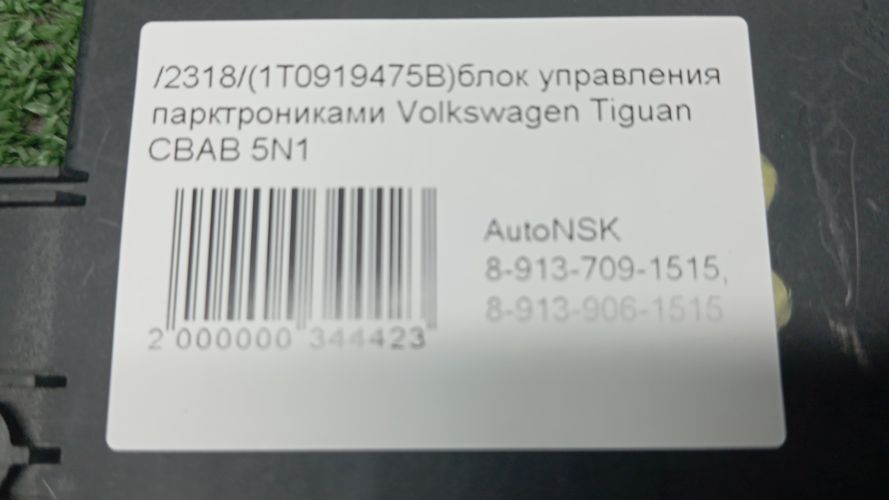 /2318/(1T0919475B)блок управления
парктрониками Volkswagen Tiguan
CBAB 5N1
AutoNSK
8-913-709-1515,
8-913-906-1515
2 000000 344423